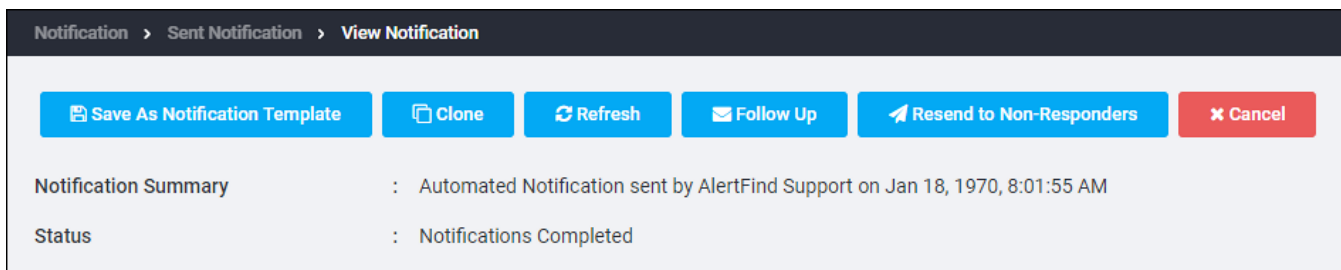 Notification > Sent Notification > View Notification
Save As Notification Template Clone Refresh Follow Up Resend to Non-Responders Cancel
Notification Summary : Automated Notification sent by AlertFind Support on Jan 18, 1970, 8:01:55 AM
Status : Notifications Completed